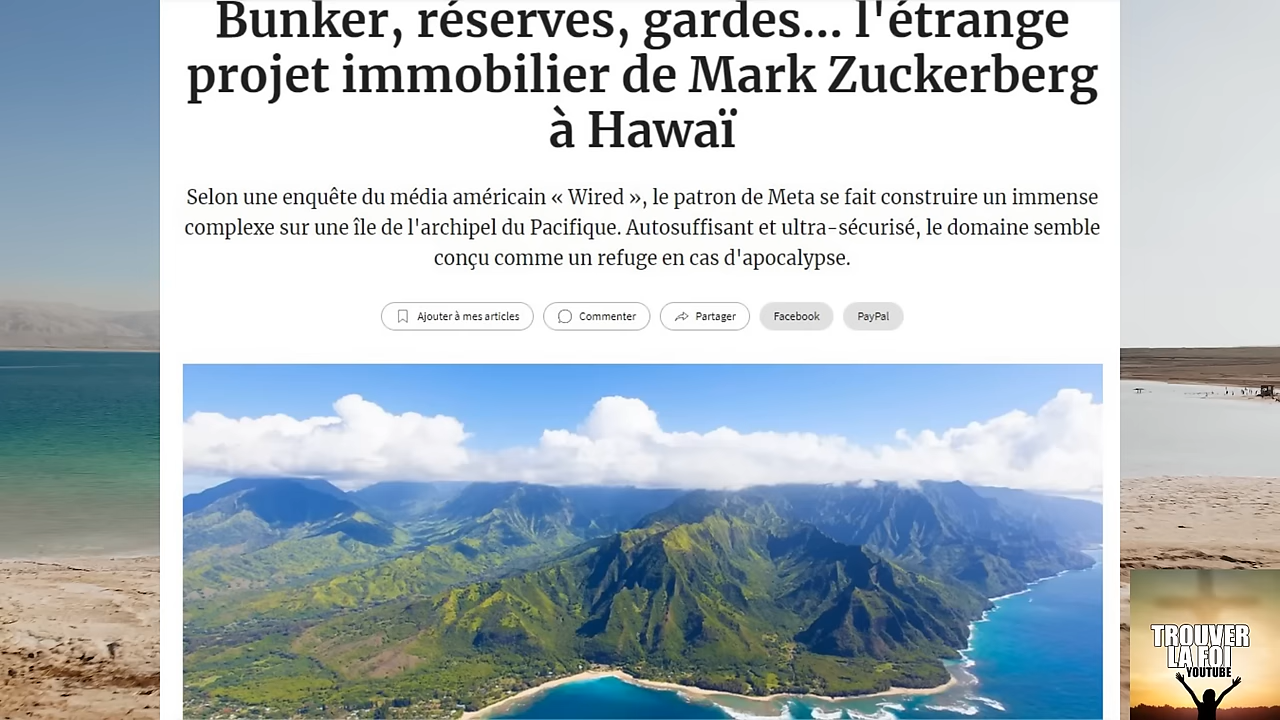 Bunker, réserves, gardes... l'étrange
projet immobilier de Mark Zuckerberg
à Hawaï
Selon une enquête du média américain « Wired », le patron de Meta se fait construire un immense
complexe sur une île de l'archipel du Pacifique. Autosuffisant et ultra-sécurisé, le domaine semble
conçu comme un refuge en cas d'apocalypse.
Ajouter à mes articles
Commenter
Partager
Facebook
PayPal
TROUVER
LA FOI
YOUTUBE